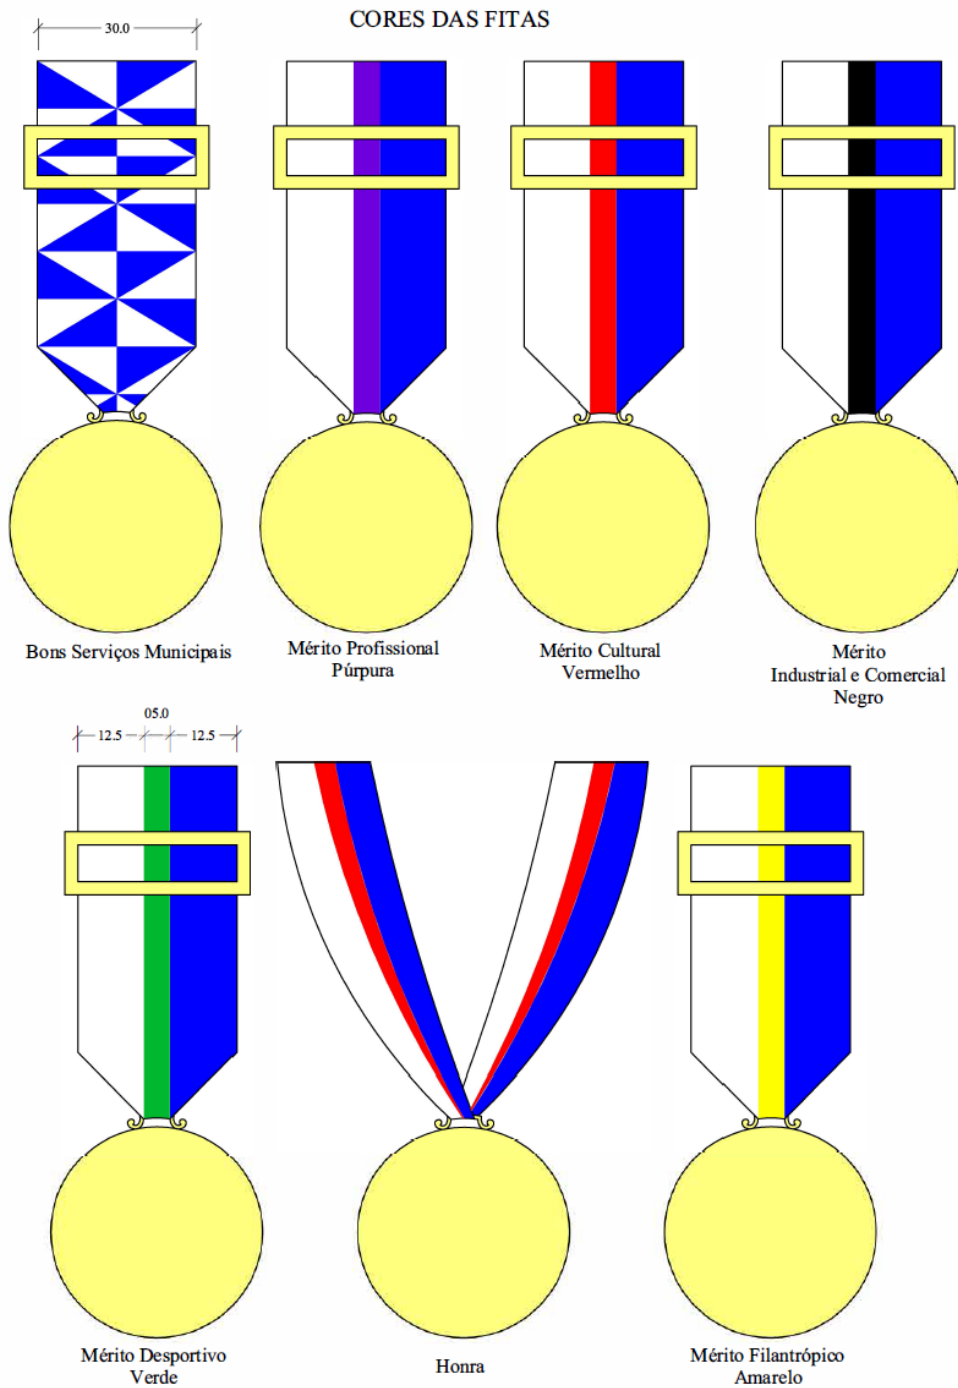 CORES DAS FITAS
30.0
Bons Serviços Municipais
Mérito Profissional
Púrpura
Mérito Cultural
Vermelho
Mérito
Industrial e Comercial
Negro
05.0
12.5 12.5
Mérito Desportivo
Verde
Honra
Mérito Filantrópico
Amarelo